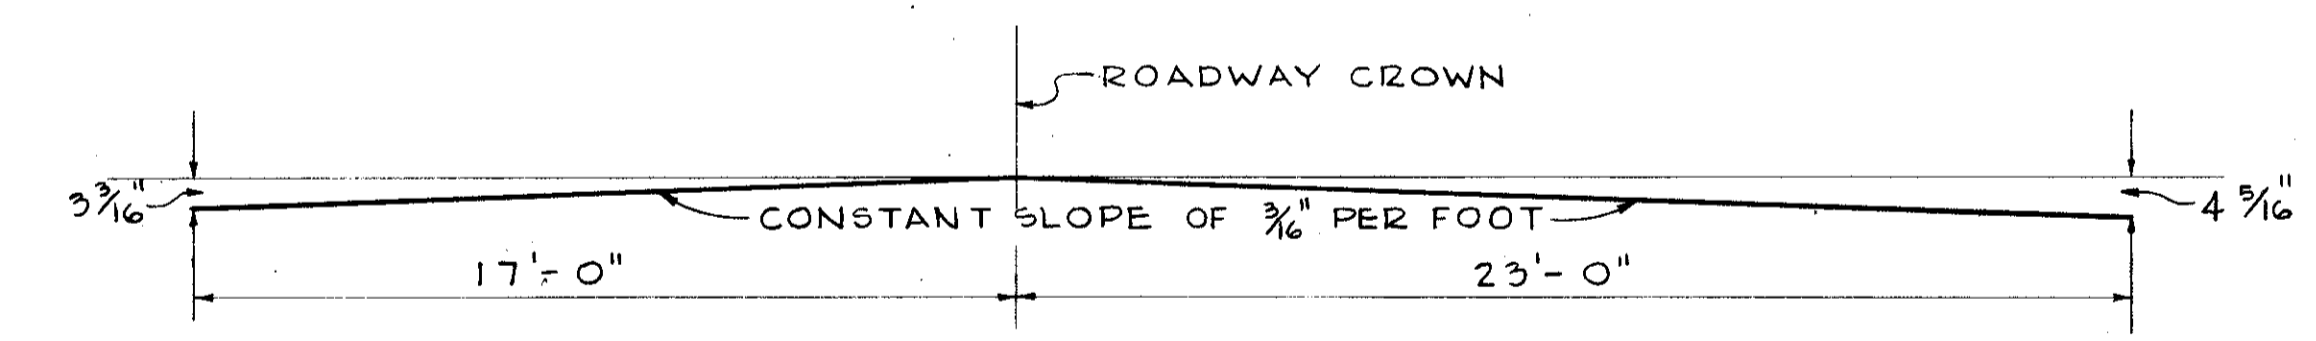 ROADWAY CROWN
3 3/16"
CONSTANT SLOPE OF 3/16" PER FOOT
4 5/16"
17'-0"
23'-0"